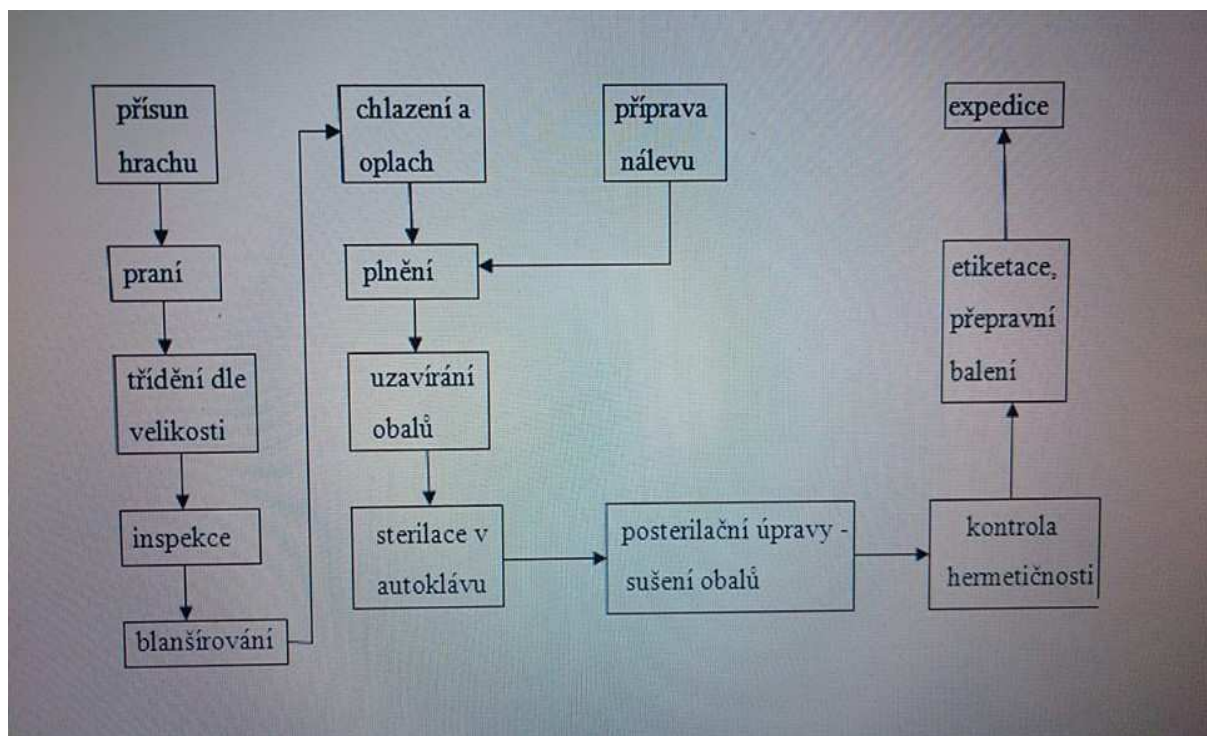 přísun
hrachu
praní
třídění dle
velikosti
inspekce
blanšírování
chlazení a
oplach
plnění
uzavírání
obalů
sterilace v
autoklávu
příprava
nálevu
posterilační úpravy -
sušení obalů
kontrola
hermetičnosti
etiketace,
přepravní
balení
expedice